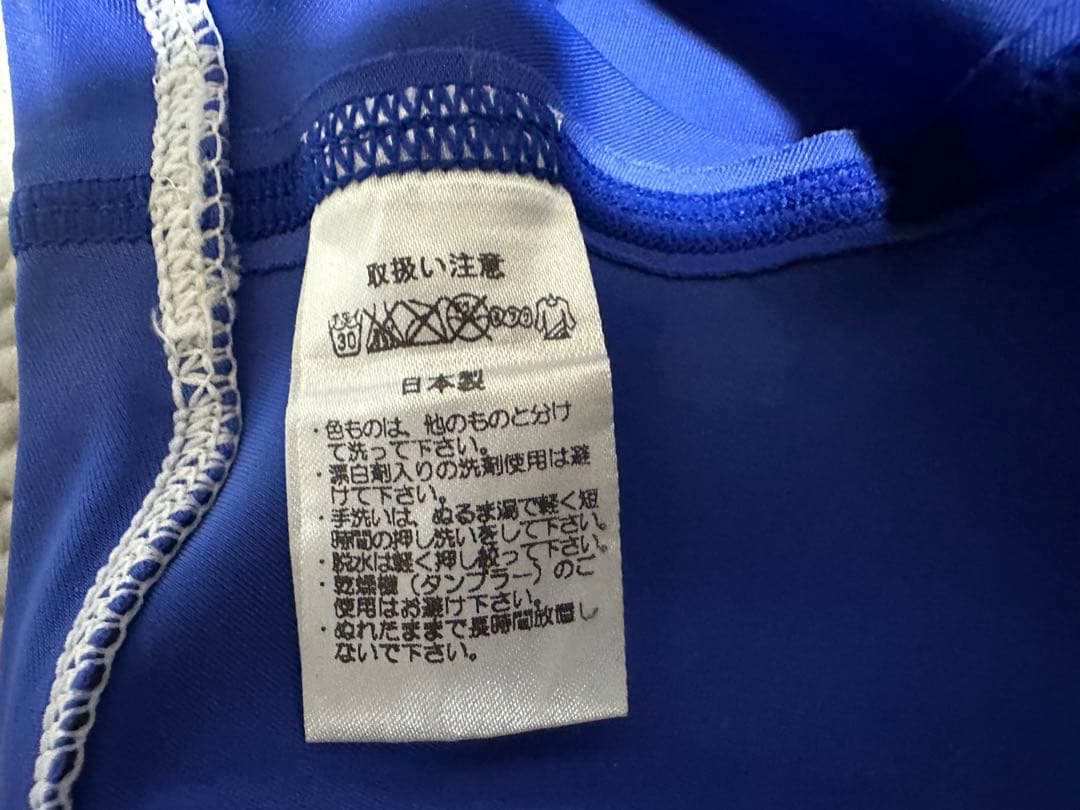 取扱い注意
30
日本製
・色ものは、他のものと分け
て洗って下さい。
・漂白剤入りの洗剤使用は避
けて下さい。
・手洗いは、ぬるま湯で軽く短
時間の押し洗いをして下さい。
・脱水は軽く押し絞って下さい。
・乾燥機（タンブラー）のご
使用はお避け下さい。
・ぬれたままで長時間放置し
ないで下さい。